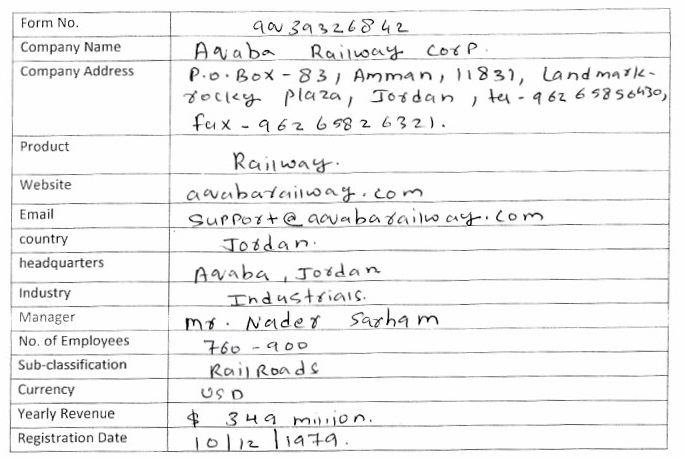 Form No.
Company Name Aqaba Railway Corp.
Company Address P.O.Box - 83, Amman, 11831, Landmark-
rocky plaza, Jordan, tel - 962 65856430,
fax - 962 65826321.
Product Railway.
Website aqabarailway.com
Email support@aqabarailway.com
country Jordan.
headquarters Aqaba, Jordan
Industry Industrials.
Manager Mr. Nader Sarham
No. of Employees 760 - 900
Sub-classification RailRoads
Currency USD
Yearly Revenue $ 349 million.
Registration Date 10/12/1979.